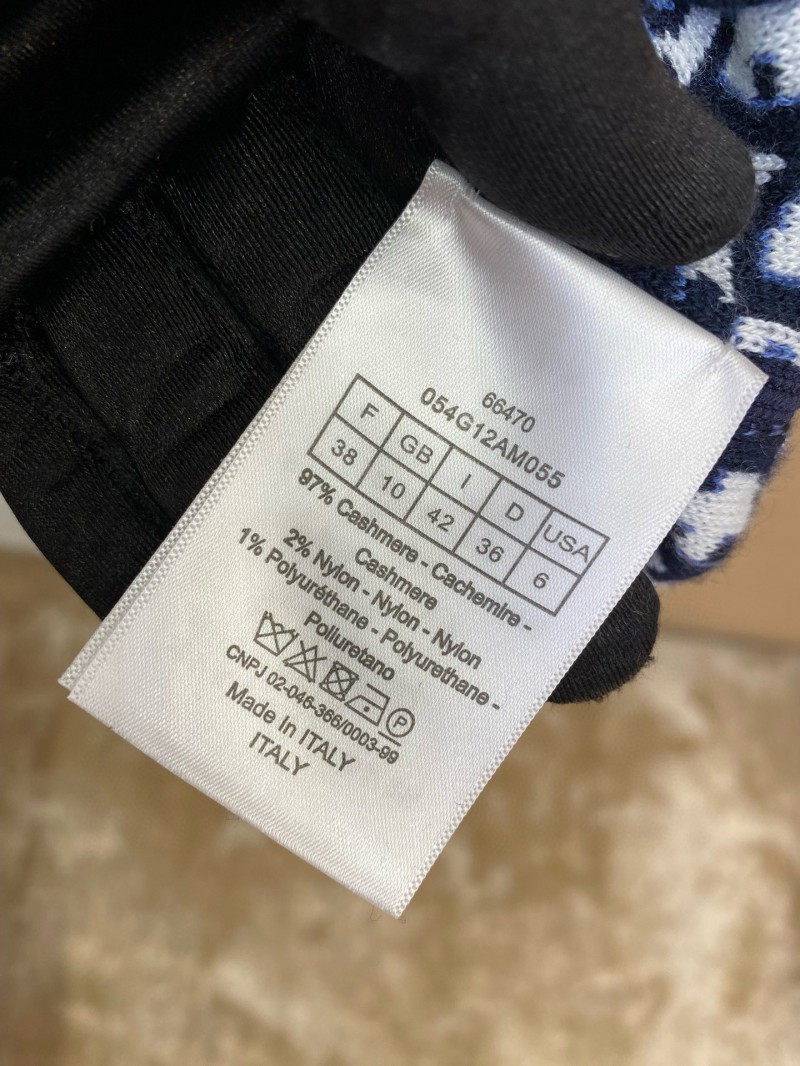 66470
054G12AM055
F GB I D USA
38 10 42 36 6
97% Cashmere - Cachemire -
Cashmere
2% Nylon - Nylon - Nylon
1% Polyuréthane - Polyurethane -
Poliuretano
P
CNPJ 02-046-366/0003-99
Made In ITALY
ITALY